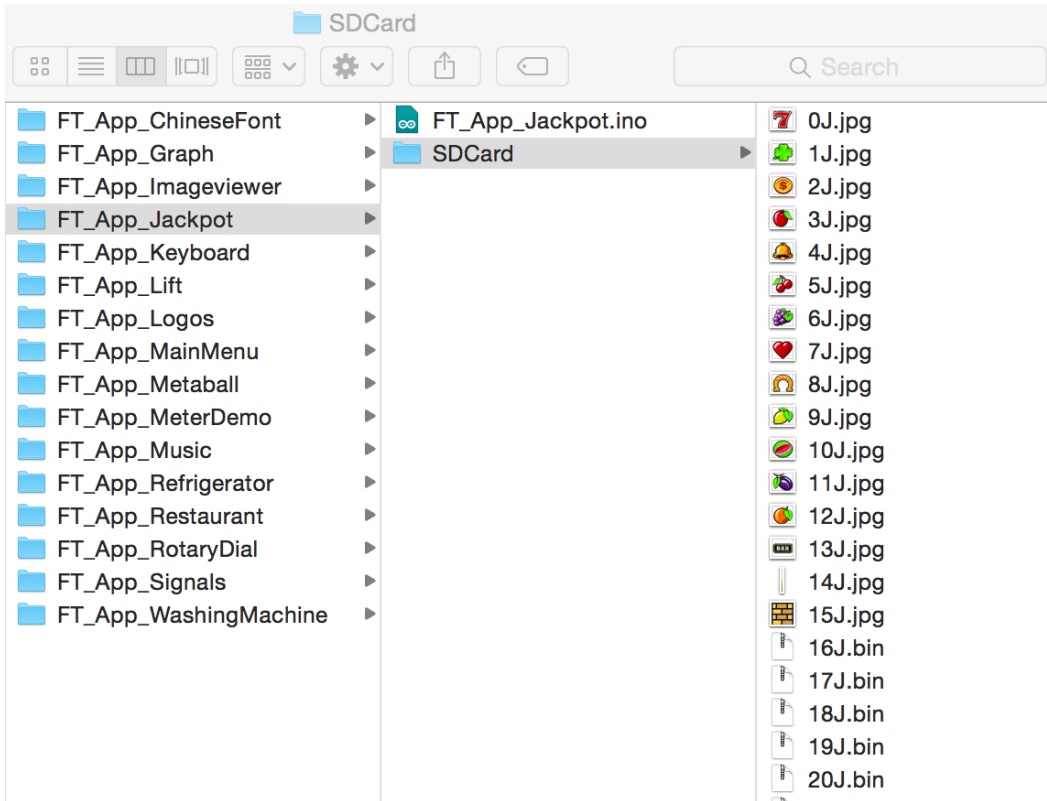 SDCard
Search
FT_App_ChineseFont
FT_App_Graph
FT_App_Imageviewer
FT_App_Jackpot
FT_App_Keyboard
FT_App_Lift
FT_App_Logos
FT_App_MainMenu
FT_App_Metaball
FT_App_MeterDemo
FT_App_Music
FT_App_Refrigerator
FT_App_Restaurant
FT_App_RotaryDial
FT_App_Signals
FT_App_WashingMachine
FT_App_Jackpot.ino
SDCard
0J.jpg
1J.jpg
2J.jpg
3J.jpg
4J.jpg
5J.jpg
6J.jpg
7J.jpg
8J.jpg
9J.jpg
10J.jpg
11J.jpg
12J.jpg
13J.jpg
14J.jpg
15J.jpg
16J.bin
17J.bin
18J.bin
19J.bin
20J.bin